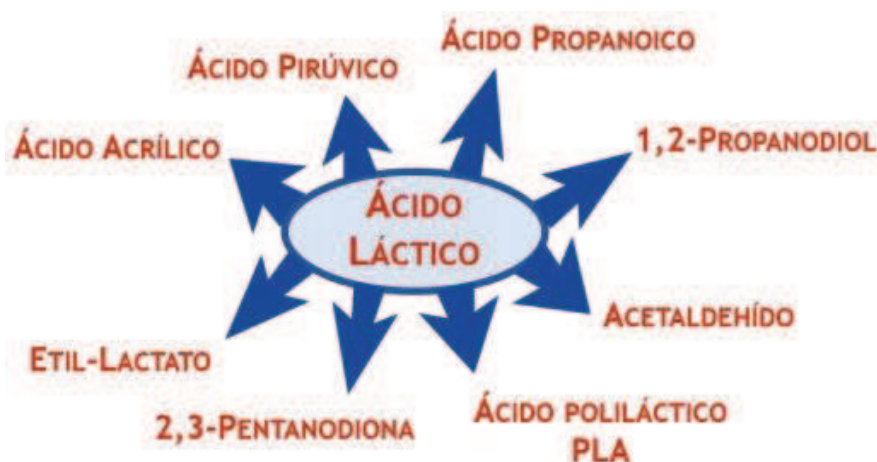 Ácido Propanoico
Ácido Pirúvico
1,2-Propanodiol
Ácido Acrílico
Ácido
Láctico
Acetaldehído
Etil-Lactato
Ácido poliláctico
PLA
2,3-Pentanodiona